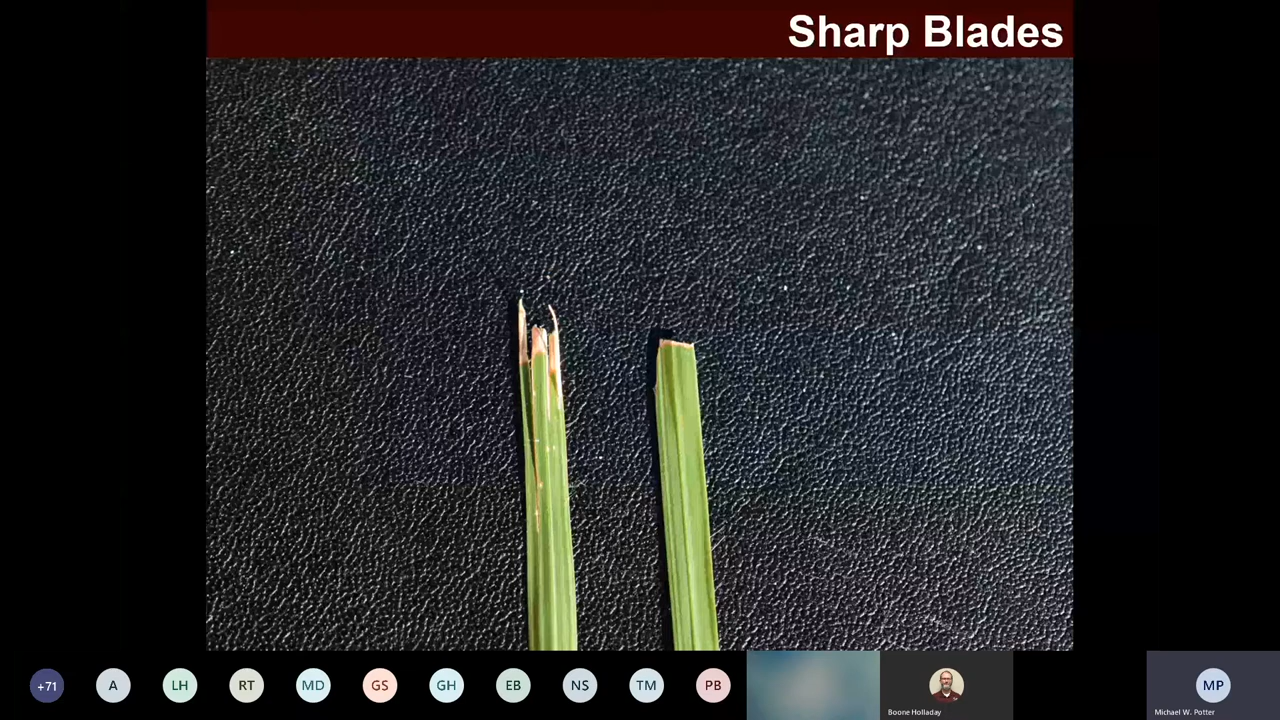 Sharp Blades
+71
A
LH
RT
MD
GS
GH
EB
NS
TM
PB
MP
Boone Holladay
Michael W. Potter